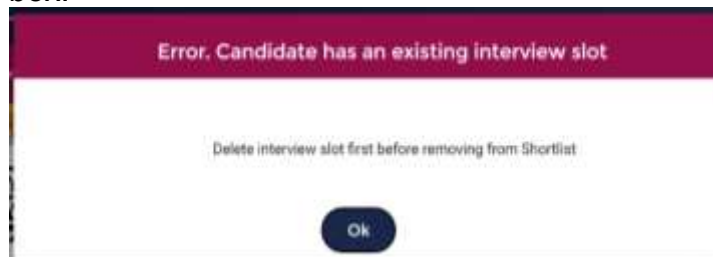 Error. Candidate has an existing interview slot
Delete interview slot first before removing from Shortlist
Ok